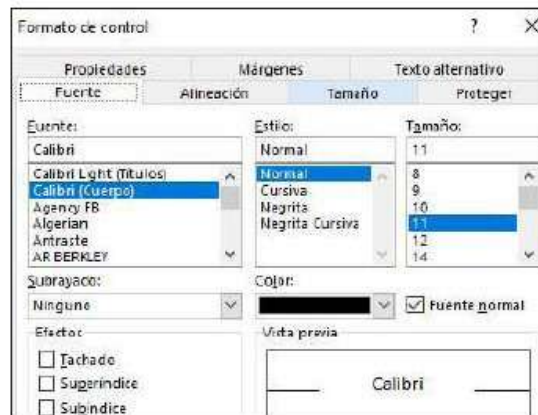 Formato de control ? X
Propiedades Márgenes Texto alternativo
Fuente Alineación Tamaño Proteger
Fuente: Estilo: Tamaño:
Calibri Normal 11
Calibri Light (Títulos) Normal 8
Calibri (Cuerpo) Cursiva 9
Agency FB Negrita 10
Algerian Negrita Cursiva 11
Antraste 12
AR BERKLEY 14
Subrayado: Color:
Ninguno Fuente normal
Efectos Vista previa
Tachado
Superíndice Calibri
Subíndice